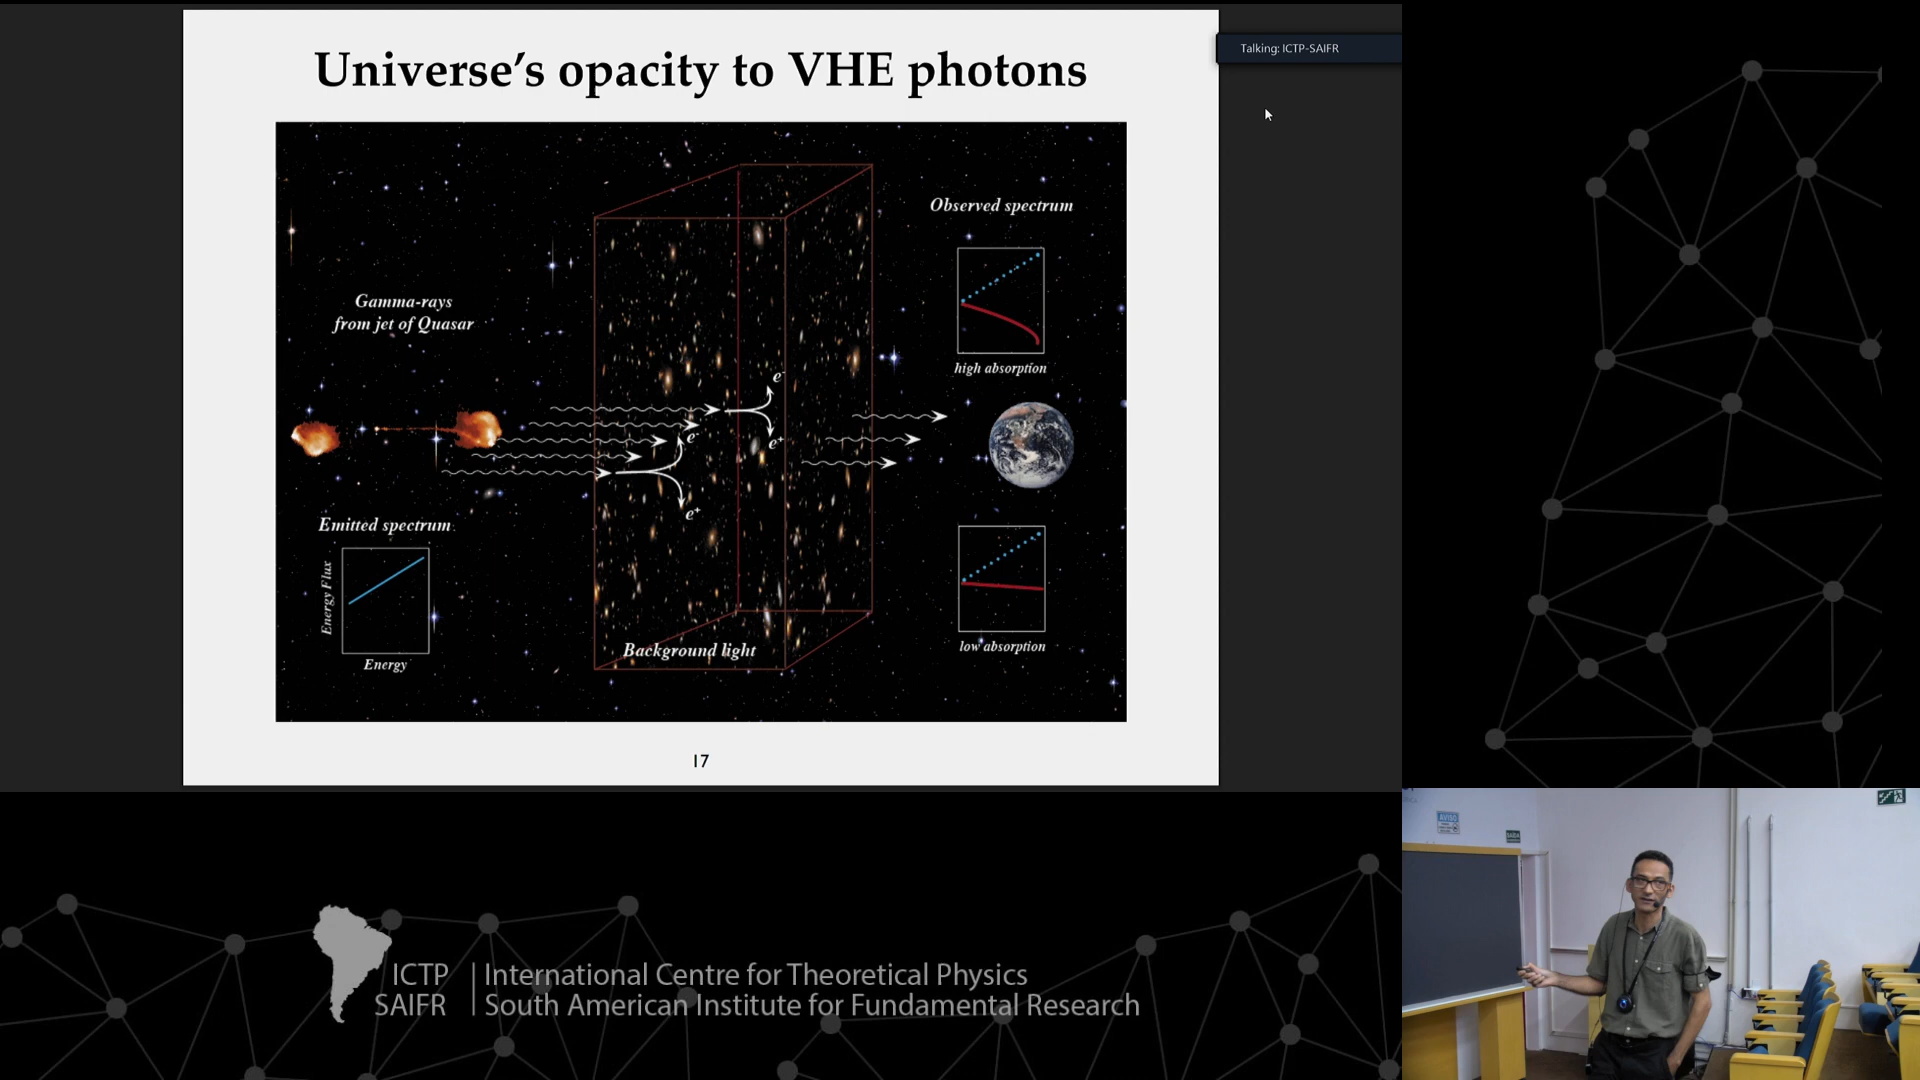 Universe's opacity to VHE photons
Talking: ICTP-SAIFR
Observed spectrum
Gamma-rays
from jet of Quasar
high absorption
e-
e-
e+
e+
Emitted spectrum
Energy Flux
Energy
Background light
low absorption
17
AVISO
SAÍDA
ICTP
SAIFR
International Centre for Theoretical Physics
South American Institute for Fundamental Research